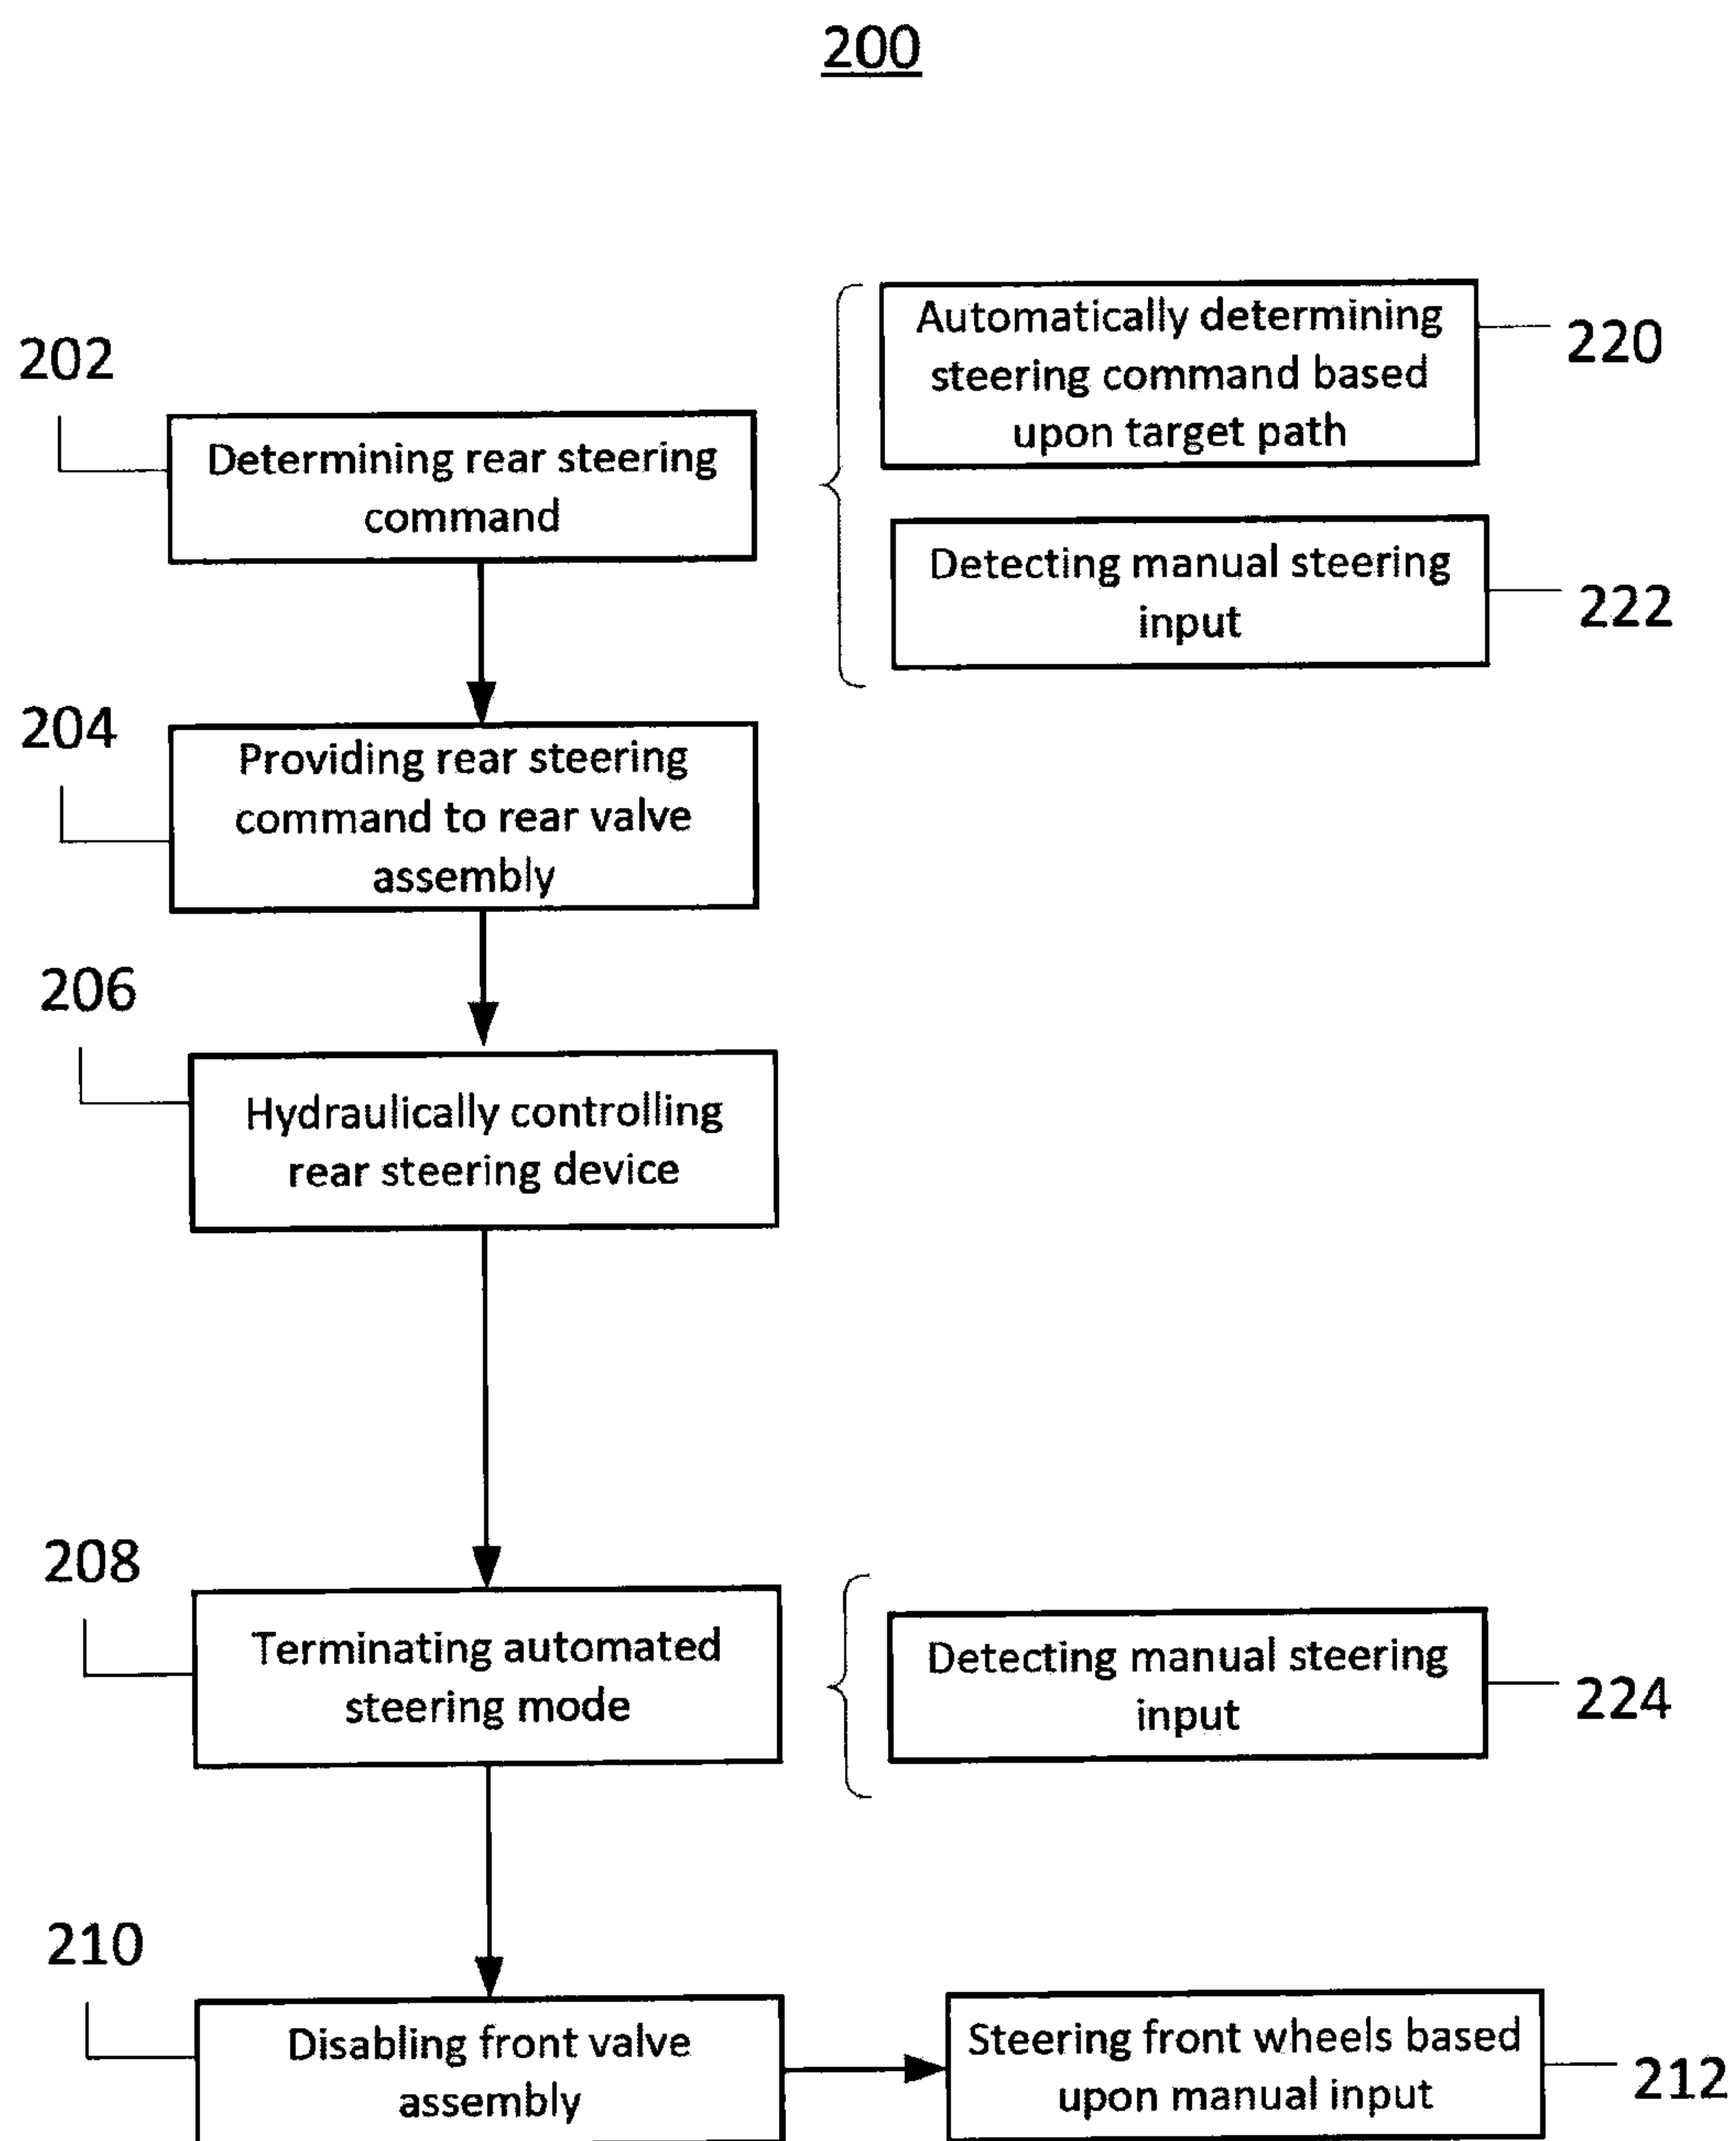 200
202
Determining rear steering
command
Automatically determining
steering command based
upon target path
220
Detecting manual steering
input
222
204
Providing rear steering
command to rear valve
assembly
206
Hydraulically controlling
rear steering device
208
Terminating automated
steering mode
Detecting manual steering
input
224
210
Disabling front valve
assembly
Steering front wheels based
upon manual input
212